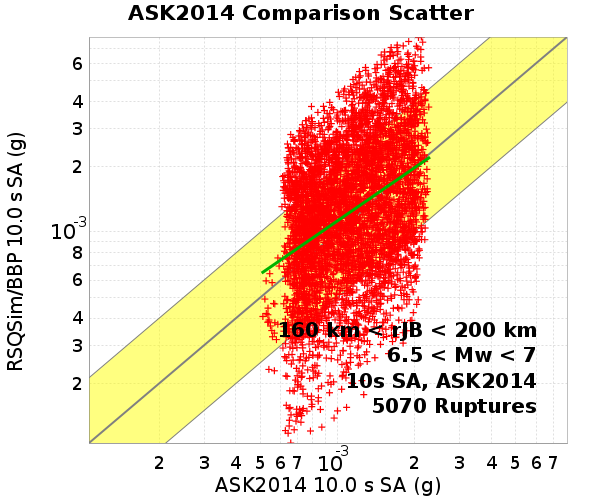 ASK2014 Comparison Scatter
RSQSim/BBP 10.0 s SA (g)
6
4
3
2
10⁻³
8
6
4
3
2
160 km < rJB < 200 km
6.5 < Mw < 7
10s SA, ASK2014
5070 Ruptures
2 3 4 5 6 7 10⁻³ 2 3 4 5 6 7
ASK2014 10.0 s SA (g)